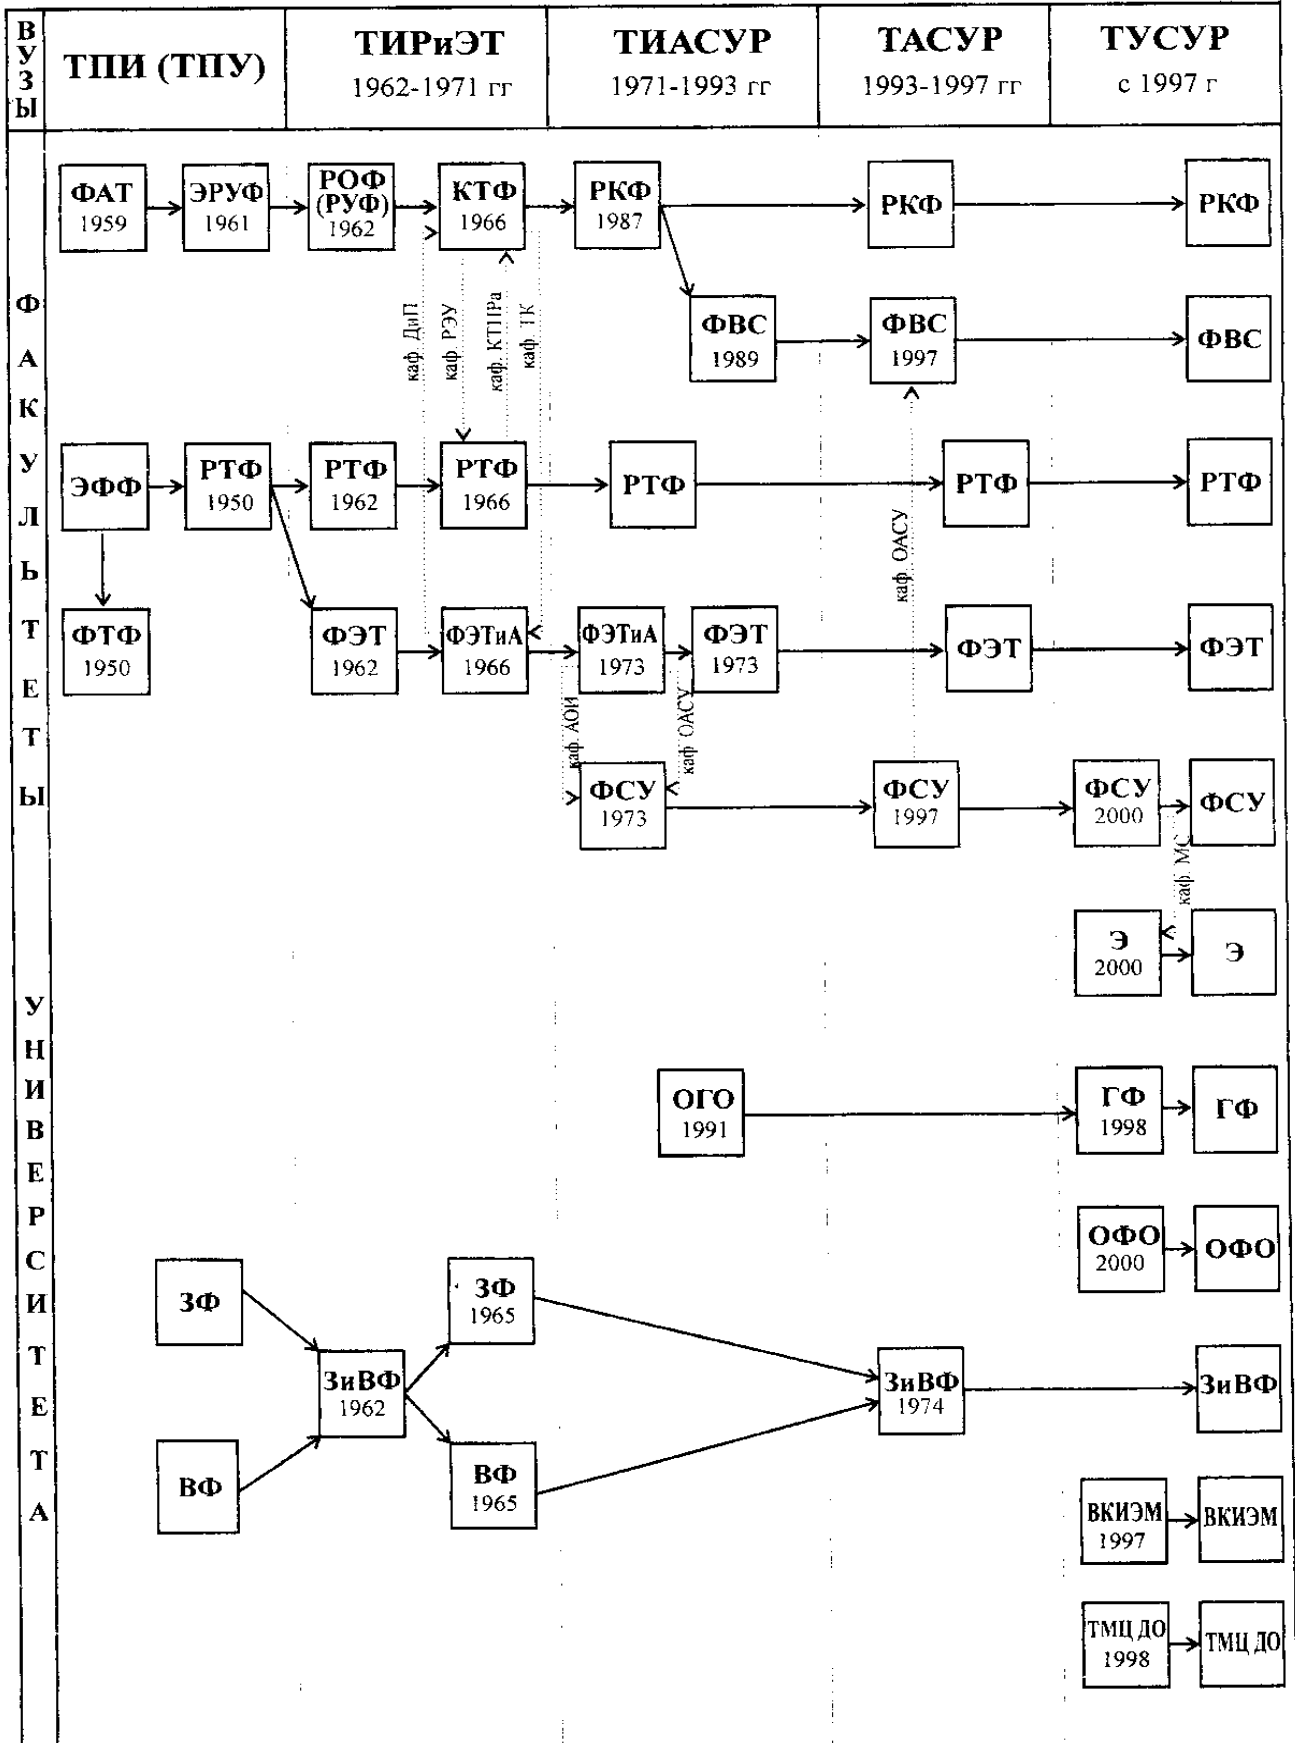 ВУЗЫ
ТПИ (ТПУ)
ТИРиЭТ
1962-1971 гг
ТИАСУР
1971-1993 гг
ТАСУР
1993-1997 гг
ТУСУР
с 1997 г
ФАКУЛЬТЕТЫ
УНИВЕРСИТЕТА
ФАТ
1959
ЭРУФ
1961
РОФ
(РУФ)
1962
КТФ
1966
РКФ
1987
РКФ
РКФ
каф. ДиП
каф. РЭУ
каф. КТПРа
каф. ТК
ФВС
1989
ФВС
1997
ФВС
ЭФФ
РТФ
1950
РТФ
1962
РТФ
1966
РТФ
РТФ
РТФ
каф. ОАСУ
ФТФ
1950
ФЭТ
1962
ФЭТиА
1966
ФЭТиА
1973
ФЭТ
1973
ФЭТ
ФЭТ
каф. АОИ
каф. ОАСУ
ФСУ
1973
ФСУ
1997
ФСУ
2000
ФСУ
каф. МС
Э
2000
Э
ОГО
1991
ГФ
1998
ГФ
ОФО
2000
ОФО
ЗФ
ЗФ
1965
ЗиВФ
1962
ЗиВФ
1974
ЗиВФ
ВФ
ВФ
1965
ВКИЭМ
1997
ВКИЭМ
ТМЦ ДО
1998
ТМЦ ДО